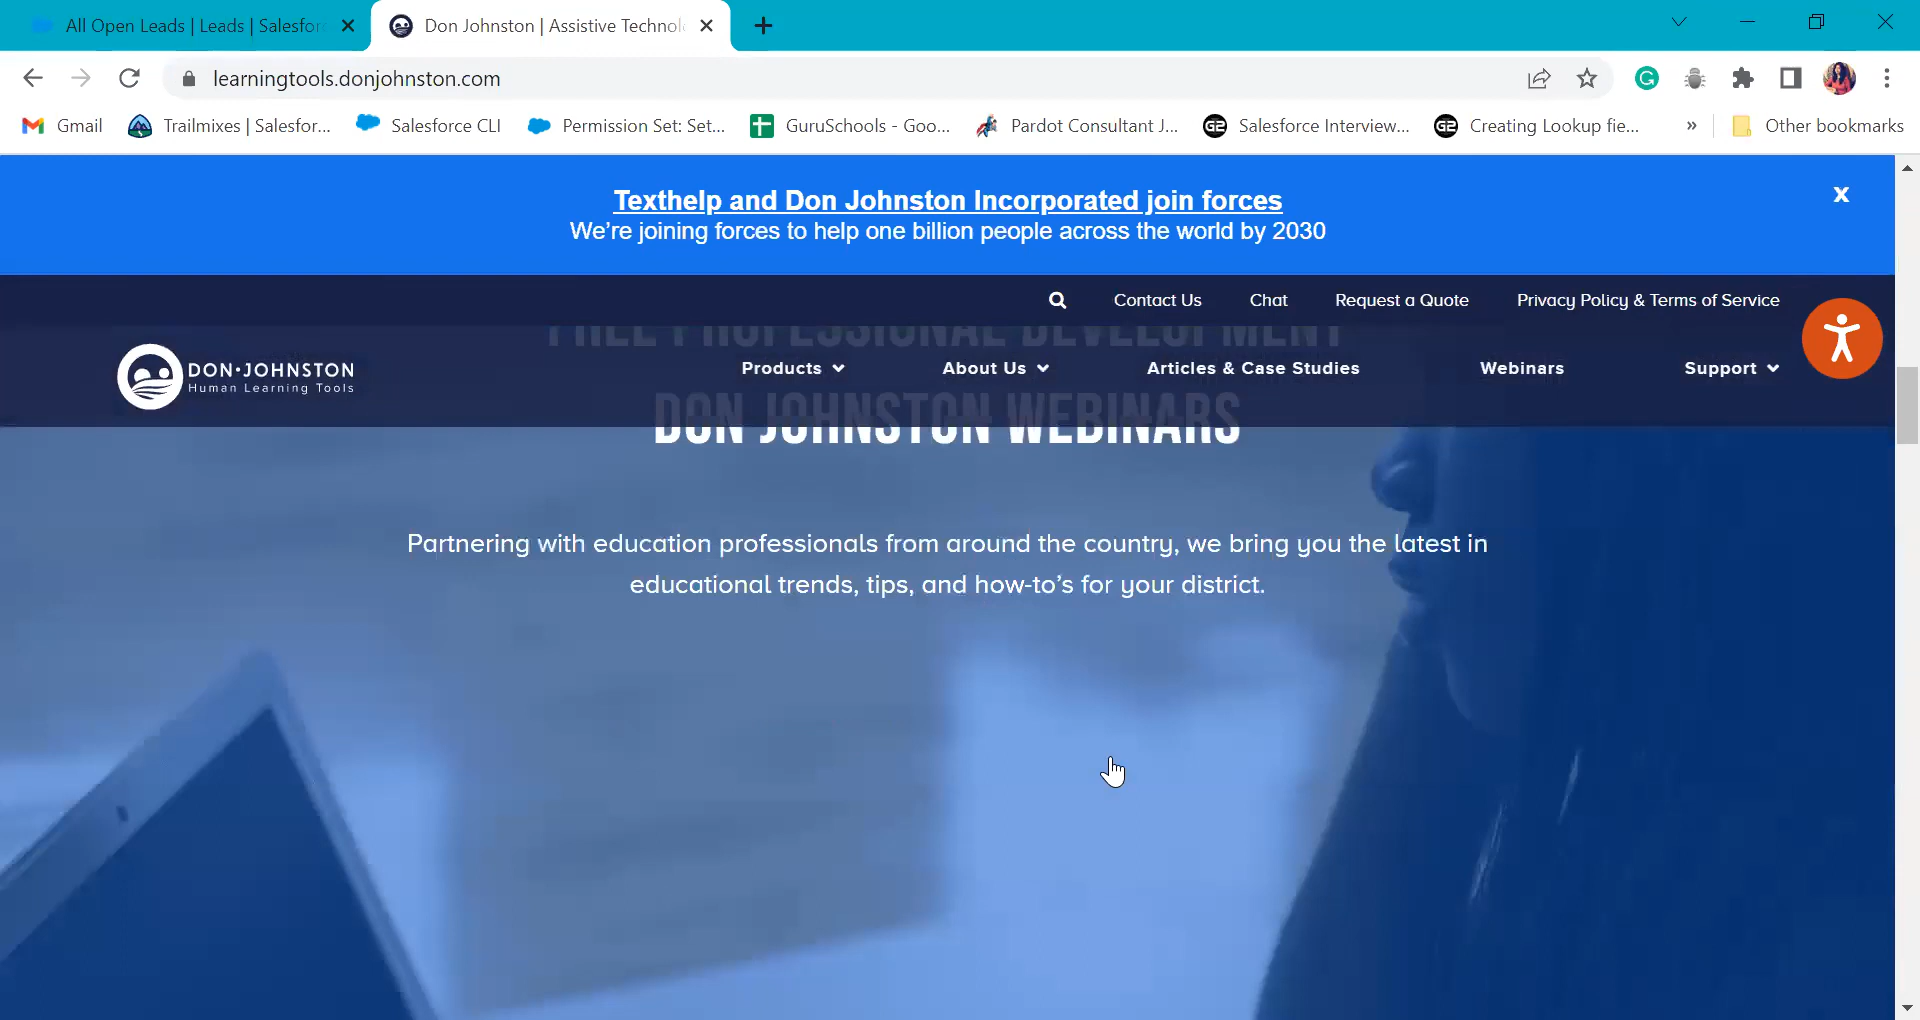 All Open Leads | Leads | Salesfor
Don Johnston | Assistive Technol
learningtools.donjohnston.com
Gmail
Trailmixes | Salesfor...
Salesforce CLI
Permission Set: Set...
GuruSchools - Goo...
Pardot Consultant J...
Salesforce Interview...
Creating Lookup fie...
»
Other bookmarks
Texthelp and Don Johnston Incorporated join forces
We're joining forces to help one billion people across the world by 2030
X
Contact Us
Chat
Request a Quote
Privacy Policy & Terms of Service
FREE PROFESSIONAL DEVELOPMENT
DON•JOHNSTON
Human Learning Tools
Products
About Us
Articles & Case Studies
Webinars
Support
DON JOHNSTON WEBINARS
Partnering with education professionals from around the country, we bring you the latest in
educational trends, tips, and how-to's for your district.